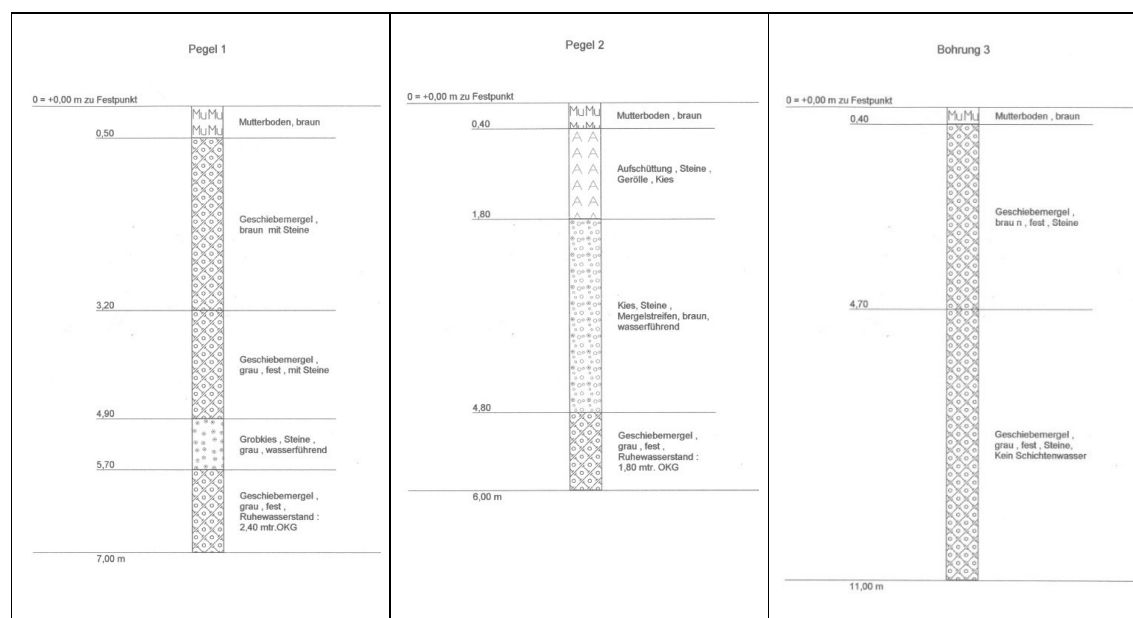 Pegel 1
0 = +0,00 m zu Festpunkt
MuMu
MuMu
Mutterboden, braun
0,50
Geschiebemergel ,
braun mit Steine
3,20
Geschiebemergel ,
grau , fest , mit Steine
4,90
Grobkies , Steine ,
grau , wasserführend
5,70
Geschiebemergel ,
grau , fest ,
Ruhewasserstand :
2,40 mtr.OKG
7,00 m
Pegel 2
0 = +0,00 m zu Festpunkt
MuMu
MuMu
Mutterboden , braun
0,40
A A
A A
A A
A A
A A
A A
Aufschüttung , Steine ,
Gerölle , Kies
1,80
Kies, Steine ,
Mergelstreifen, braun,
wasserführend
4,80
Geschiebemergel ,
grau , fest ,
Ruhewasserstand :
1,80 mtr. OKG
6,00 m
Bohrung 3
0 = +0,00 m zu Festpunkt
MuMu
Mutterboden , braun
0,40
Geschiebemergel ,
brau n , fest , Steine
4,70
Geschiebemergel ,
grau , fest , Steine,
Kein Schichtenwasser
11,00 m